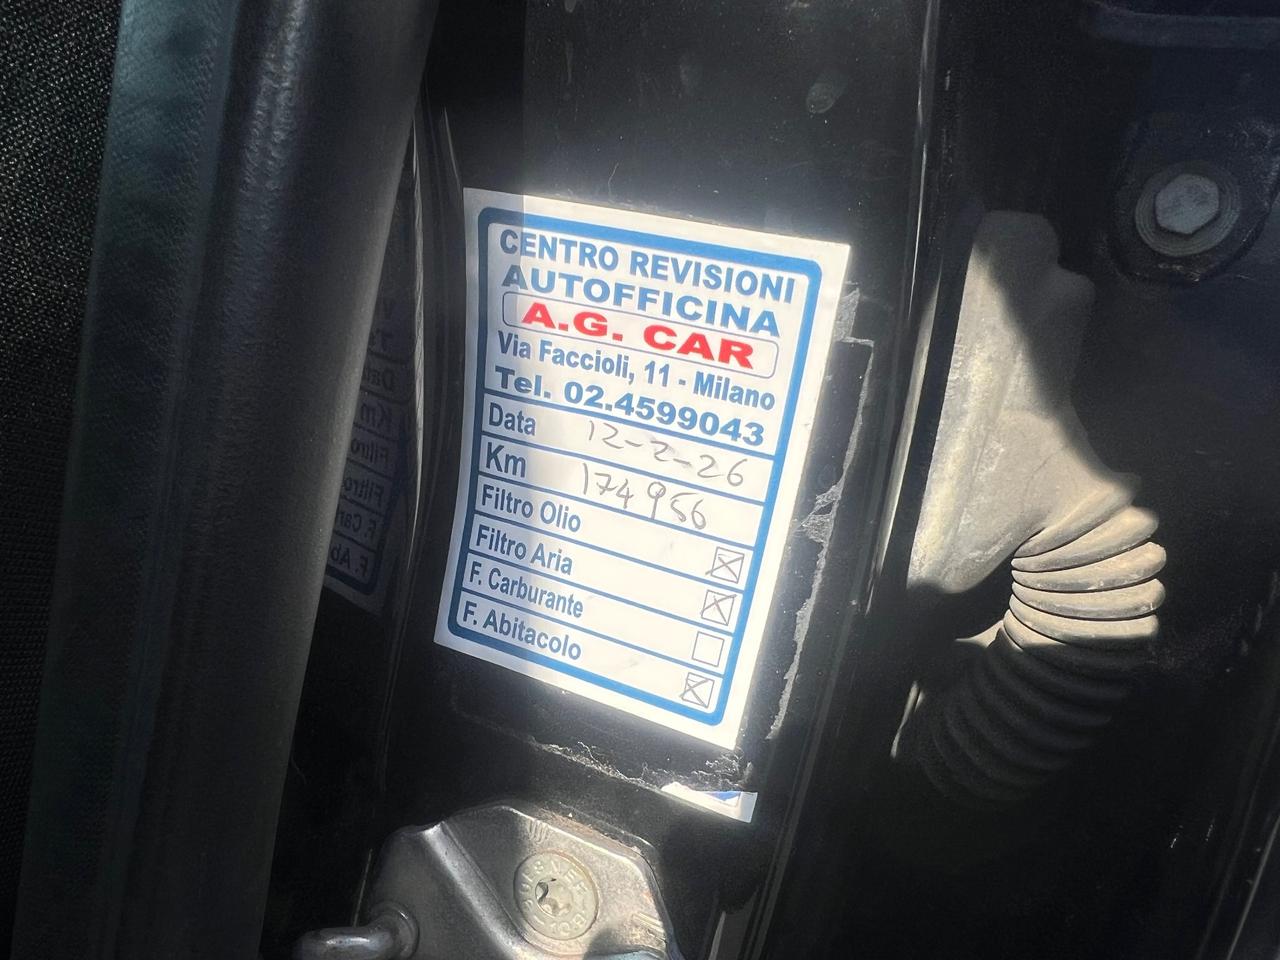 CENTRO REVISIONI
AUTOFFICINA
A.G. CAR
Via Faccioli, 11 - Milano
Tel. 02.4599043
Data 12-2-26
Km 174956
Filtro Olio
Filtro Aria
F. Carburante
F. Abitacolo